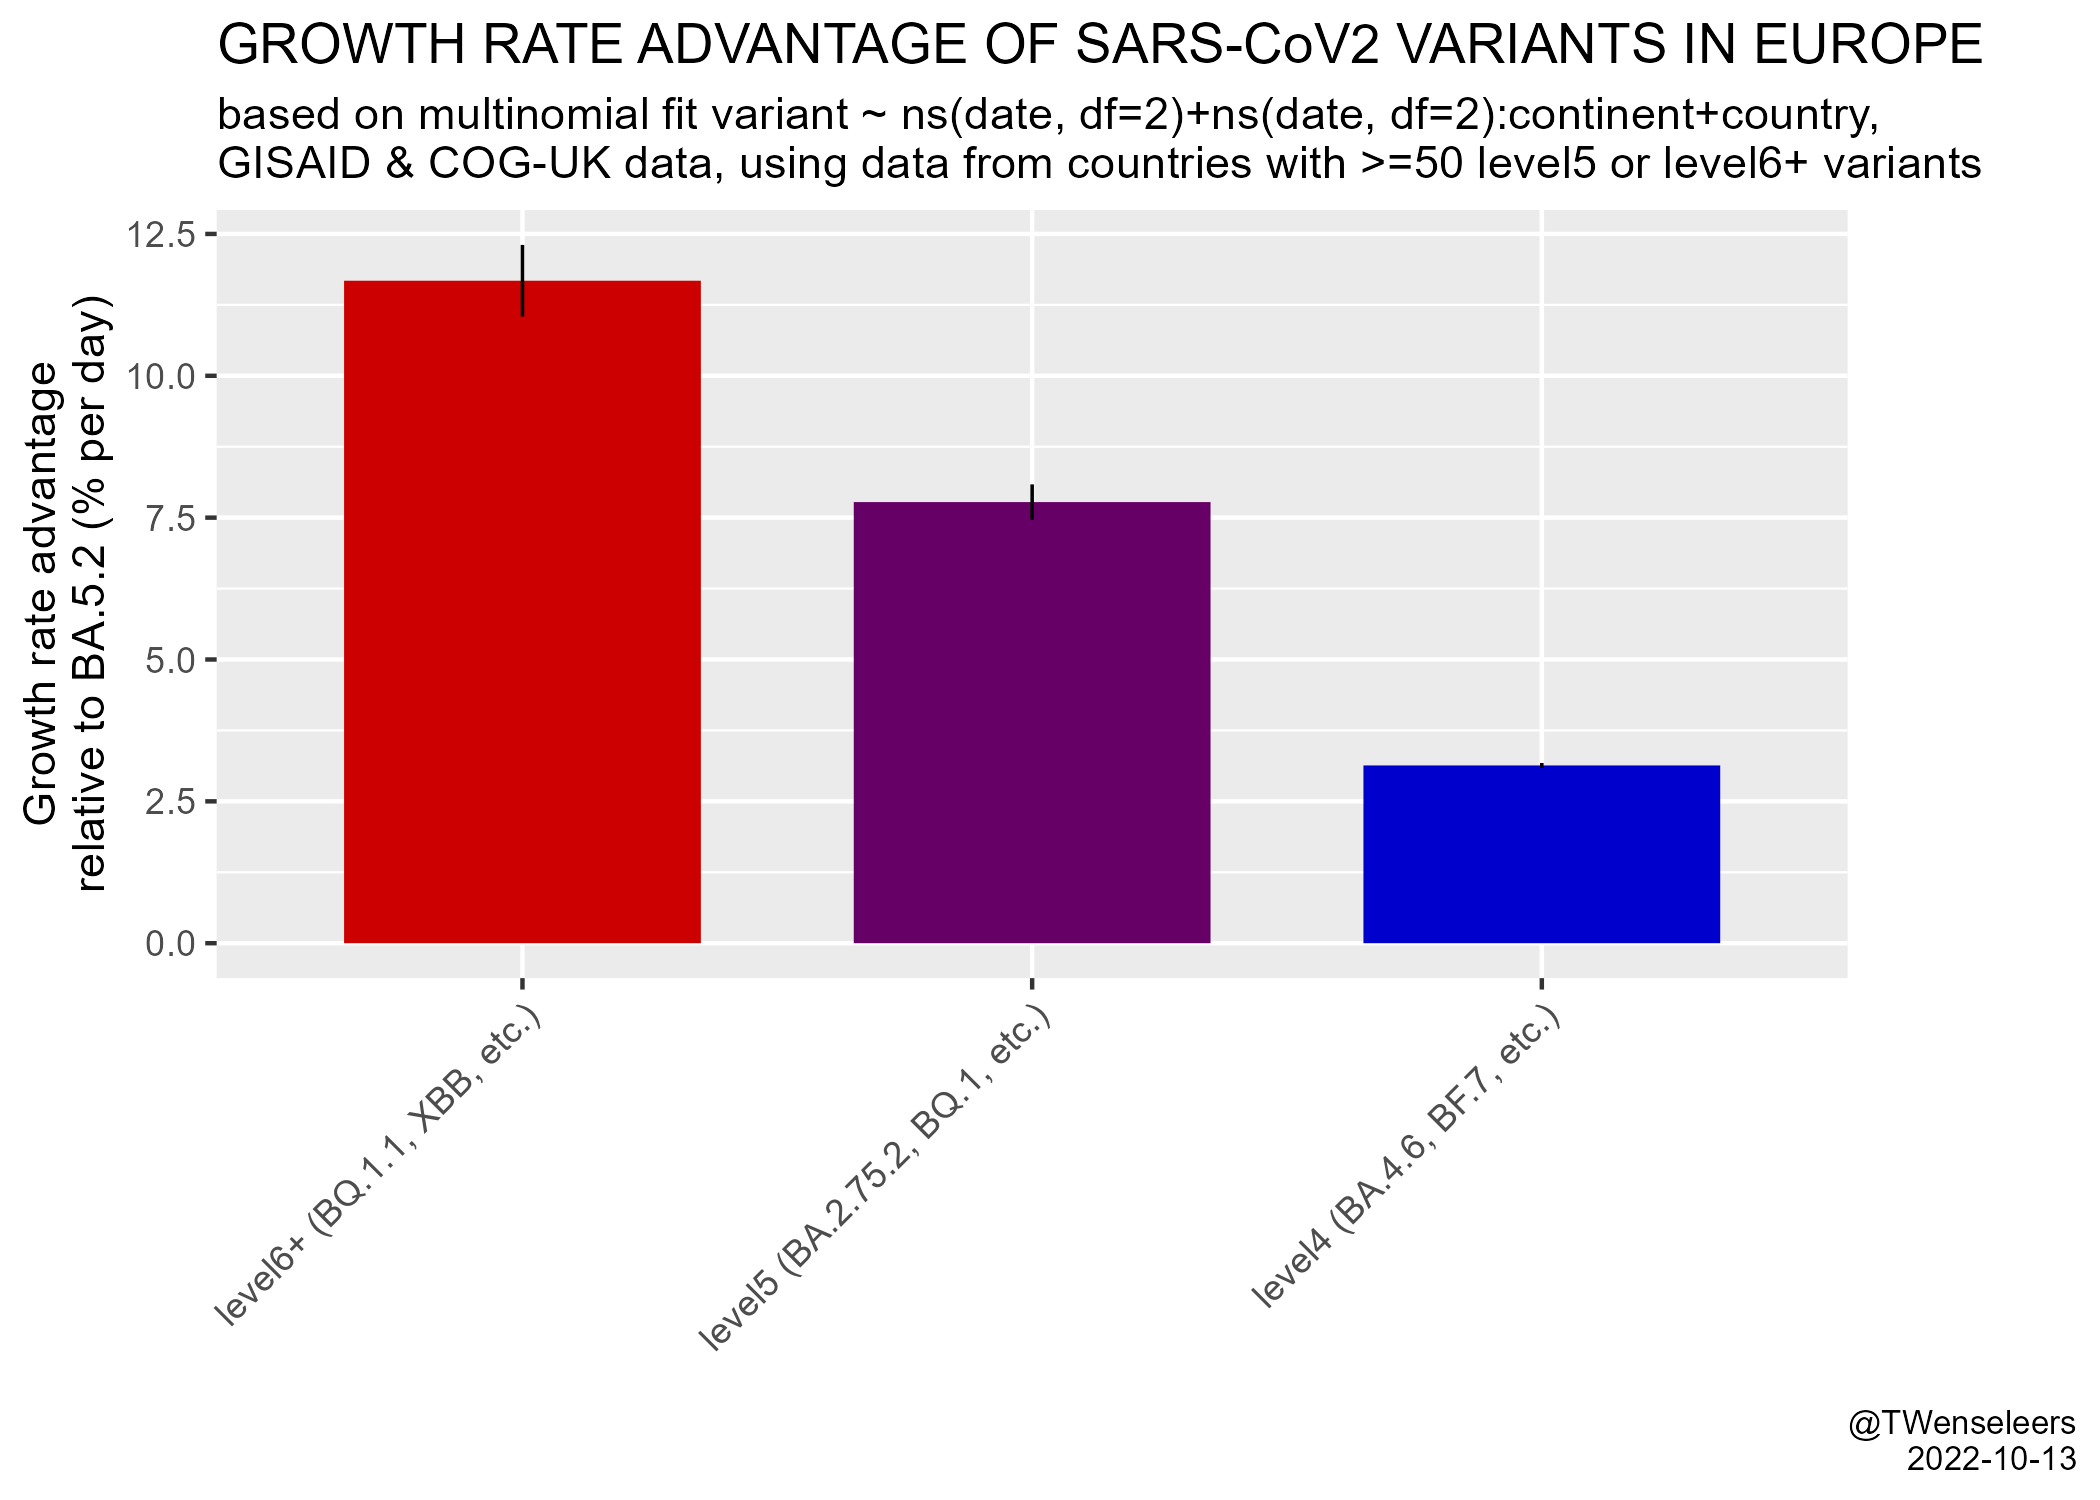 GROWTH RATE ADVANTAGE OF SARS-CoV2 VARIANTS IN EUROPE
based on multinomial fit variant ~ ns(date, df=2)+ns(date, df=2):continent+country,
GISAID & COG-UK data, using data from countries with >=50 level5 or level6+ variants
Growth rate advantage
relative to BA.5.2 (% per day)
12.5
10.0
7.5
5.0
2.5
0.0
level6+ (BQ.1.1, XBB, etc.)
level5 (BA.2.75.2, BQ.1, etc.)
level4 (BA.4.6, BF.7, etc.)
@TWenseleers
2022-10-13